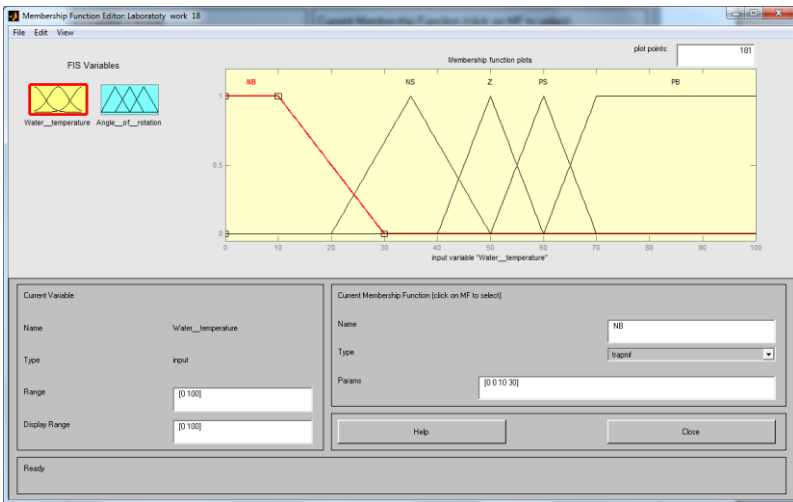 Membership Function Editor: Laboratoty work 18
File Edit View
FIS Variables
Water__temperature Angle__of__rotation
plot points: 181
Membership function plots
NB NS Z PS PB
1
0.5
0
0 10 20 30 40 50 60 70 80 90 100
input variable "Water__temperature"
Current Variable
Name Water__temperature
Type input
Range [0 100]
Display Range [0 100]
Current Membership Function (click on MF to select)
Name NB
Type trapmf
Params [0 0 10 30]
Help Close
Ready